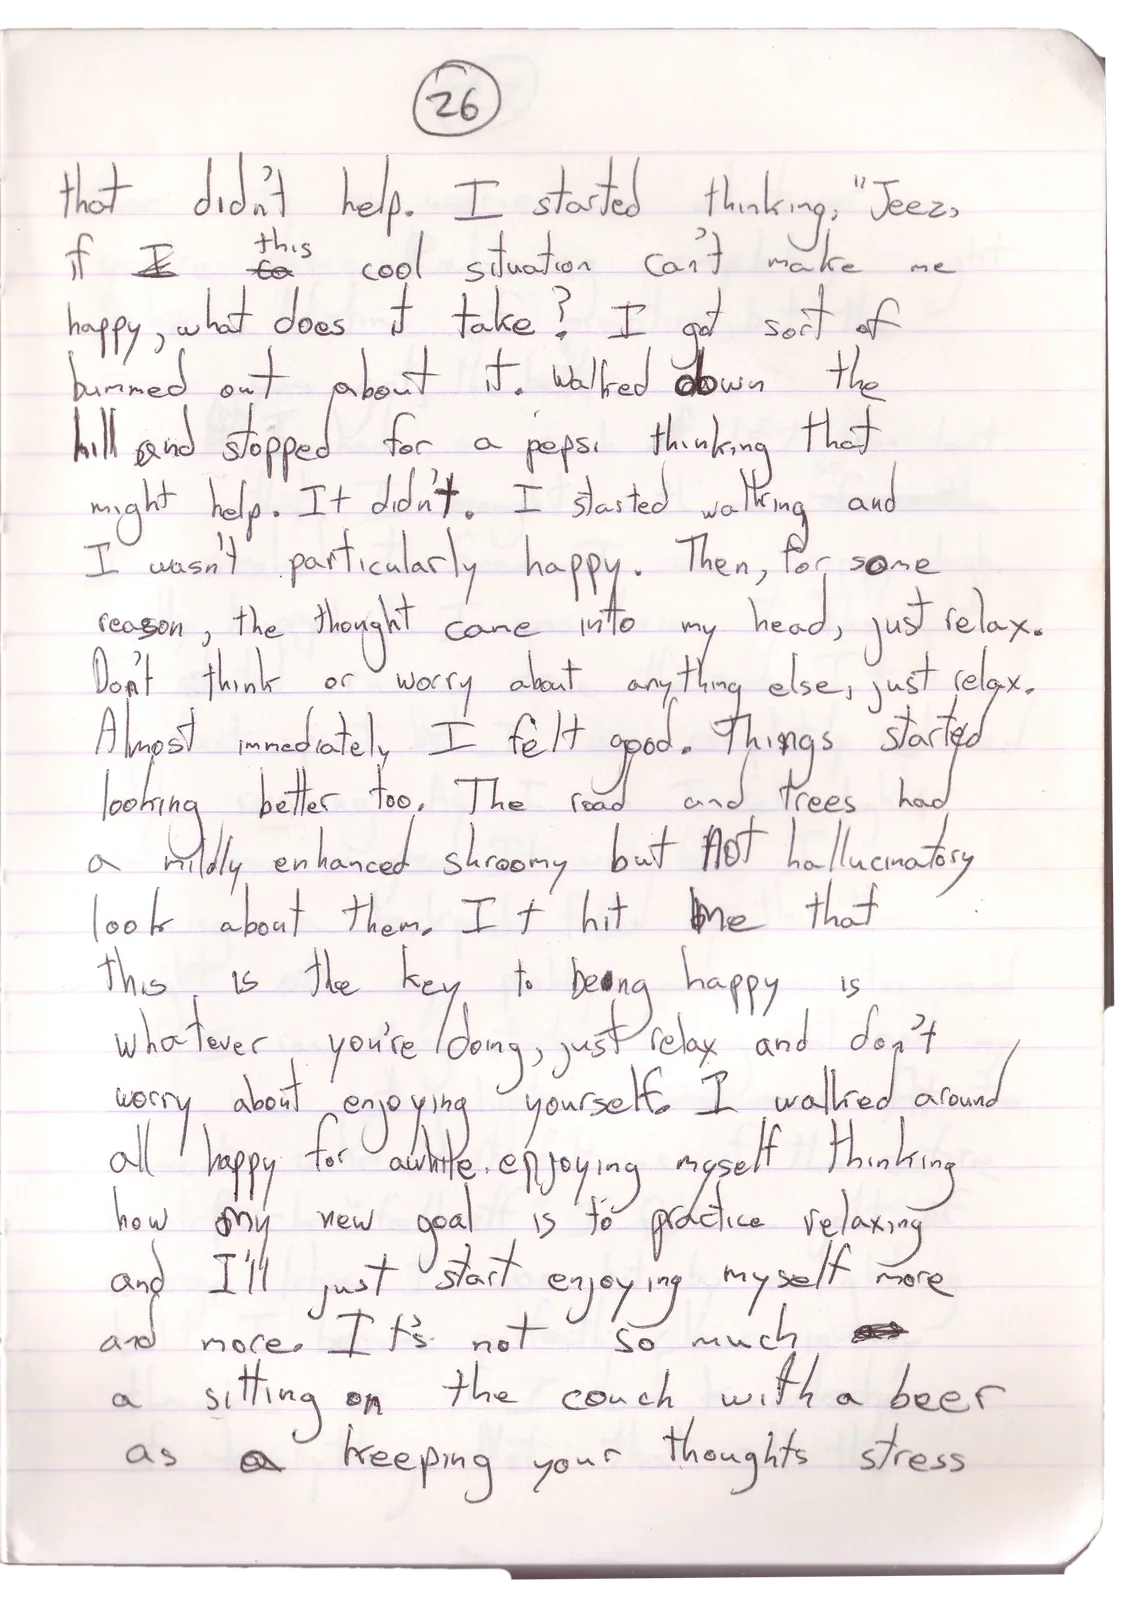 26
that didn't help. I started thinking, "Jeez,
if I this cool situation can't make me
happy, what does it take? I got sort of
bummed out about it. Walked down the
hill and stopped for a pepsi thinking that
might help. It didn't. I started walking and
I wasn't particularly happy. Then, for some
reason, the thought came into my head, just relax.
Don't think or worry about anything else, just relax.
Almost immediately I felt good. Things started
looking better too. The road and trees had
a mildly enhanced shroomy but not hallucinatory
look about them. It hit me that
this is the key to being happy is
whatever you're doing, just relax and don't
worry about enjoying yourself. I walked around
all happy for awhile enjoying myself thinking
how my new goal is to practice relaxing
and I'll just start enjoying myself more
and more. It's not so much
a sitting on the couch with a beer
as a keeping your thoughts stress